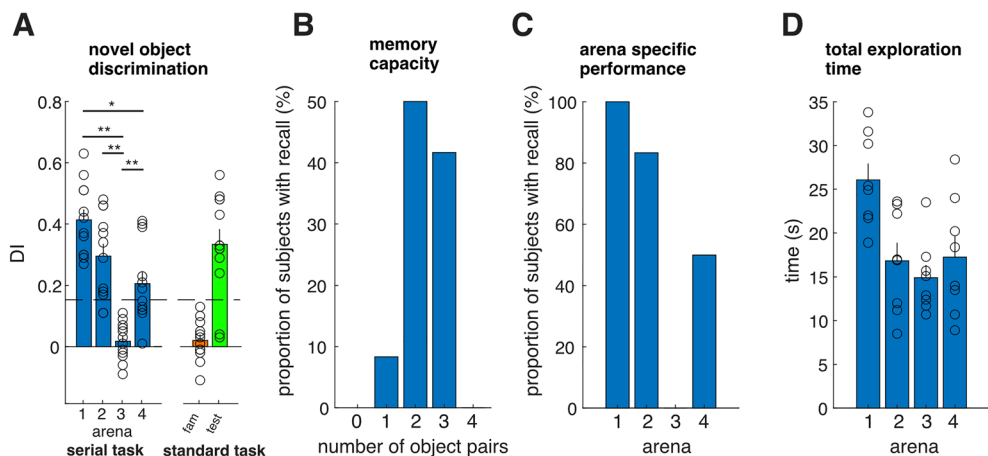 A
novel object
discrimination
DI
0.8
0.6
0.4
0.2
0
*
**
**
**
1 2 3 4
arena
serial task
fam test
standard task
B
memory
capacity
proportion of subjects with recall (%)
50
40
30
20
10
0
0 1 2 3 4
number of object pairs
C
arena specific
performance
proportion of subjects with recall (%)
100
80
60
40
20
0
1 2 3 4
arena
D
total exploration
time
time (s)
35
30
25
20
15
10
5
0
1 2 3 4
arena